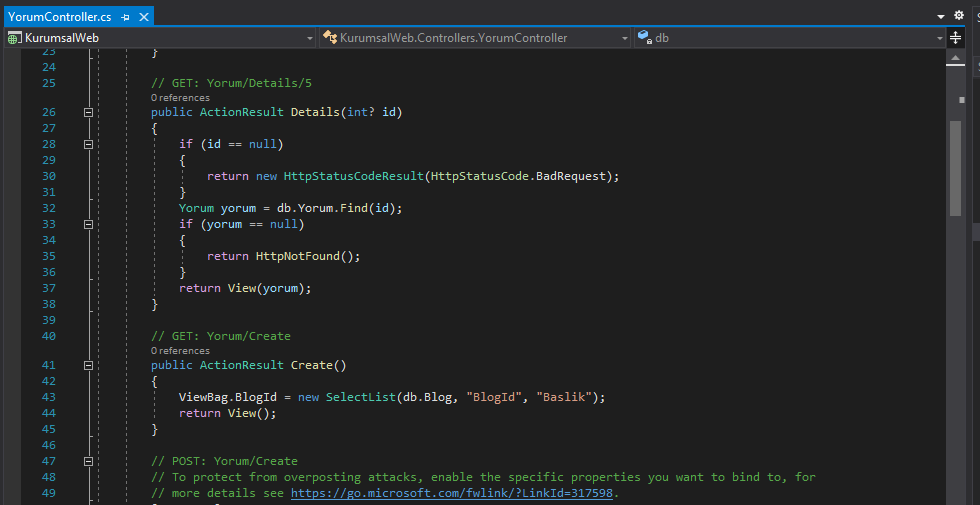 YorumController.cs
KurumsalWeb KurumsalWeb.Controllers.YorumController db
23 }
24
25 // GET: Yorum/Details/5
0 references
26 public ActionResult Details(int? id)
27 {
28 if (id == null)
29 {
30 return new HttpStatusCodeResult(HttpStatusCode.BadRequest);
31 }
32 Yorum yorum = db.Yorum.Find(id);
33 if (yorum == null)
34 {
35 return HttpNotFound();
36 }
37 return View(yorum);
38 }
39
40 // GET: Yorum/Create
0 references
41 public ActionResult Create()
42 {
43 ViewBag.BlogId = new SelectList(db.Blog, "BlogId", "Baslik");
44 return View();
45 }
46
47 // POST: Yorum/Create
48 // To protect from overposting attacks, enable the specific properties you want to bind to, for
49 // more details see https://go.microsoft.com/fwlink/?LinkId=317598.